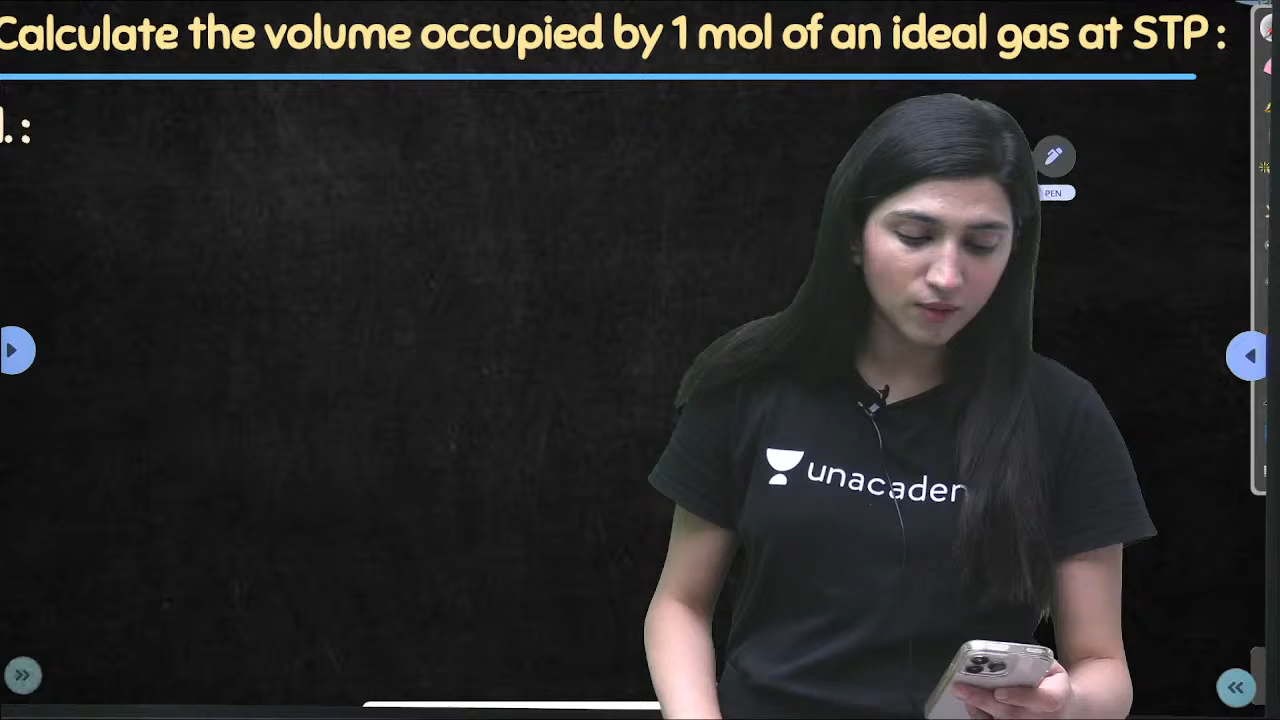 Calculate the volume occupied by 1 mol of an ideal gas at STP :
. :
PEN
unacadem